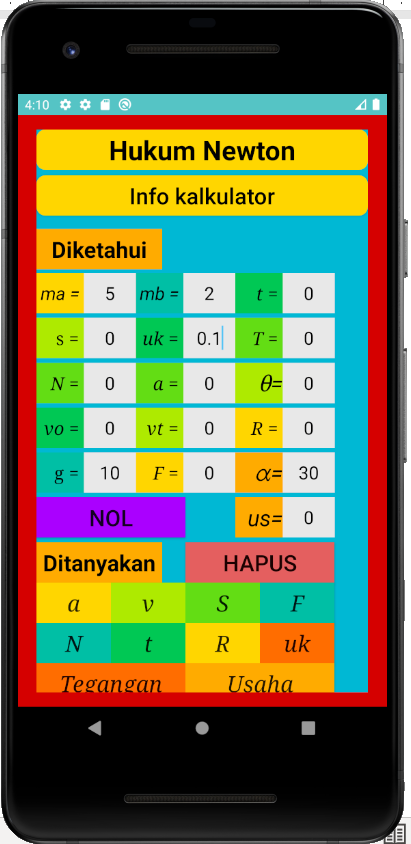 4:10
Hukum Newton
Info kalkulator
Diketahui
ma = 5 mb = 2 t = 0
s = 0 uk = 0.1 T = 0
N = 0 a = 0 θ= 0
vo = 0 vt = 0 R = 0
g = 10 F = 0 α= 30
NOL us= 0
Ditanyakan HAPUS
a v S F
N t R uk
Tegangan Usaha